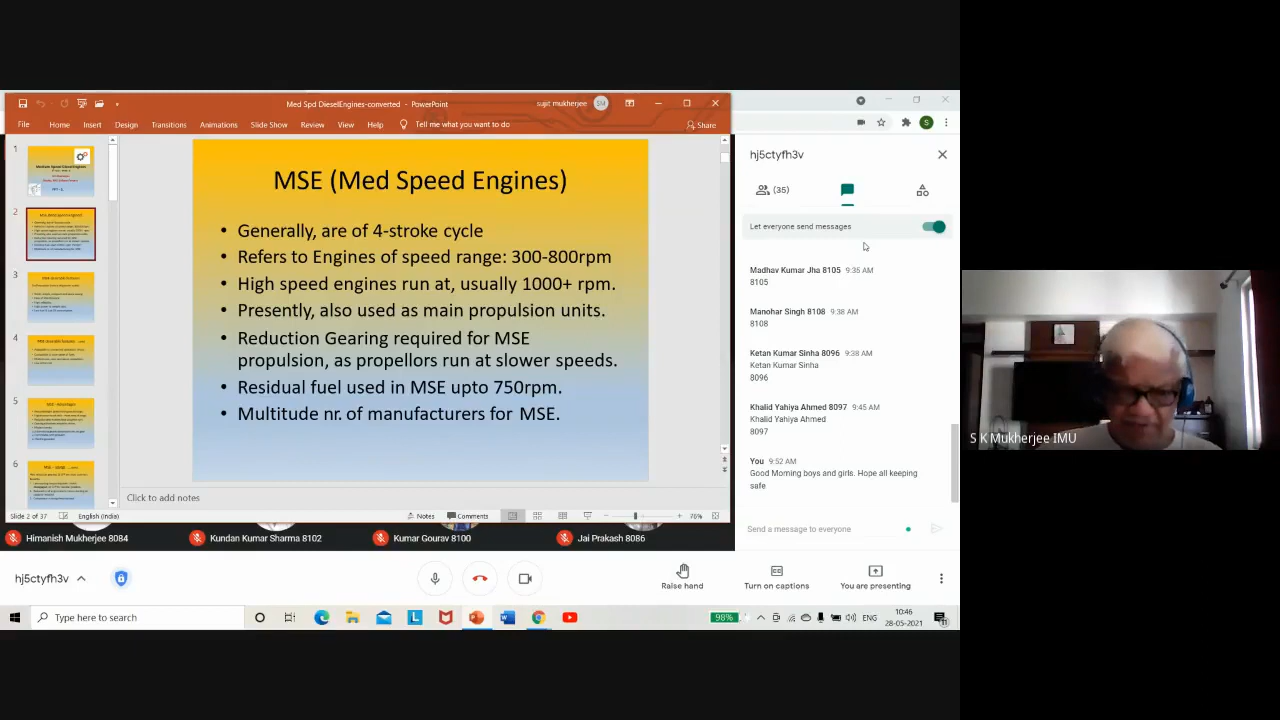 Med Spd DieselEngines-converted - PowerPoint
sujit mukherjee
SM
File Home Insert Design Transitions Animations Slide Show Review View Help Tell me what you want to do Share
1
2
3
4
5
6
MSE (Med Speed Engines)
• Generally, are of 4-stroke cycle
• Refers to Engines of speed range: 300-800rpm
• High speed engines run at, usually 1000+ rpm.
• Presently, also used as main propulsion units.
• Reduction Gearing required for MSE
propulsion, as propellors run at slower speeds.
• Residual fuel used in MSE upto 750rpm.
• Multitude nr. of manufacturers for MSE.
Click to add notes
Slide 2 of 37 English (India) Notes Comments 76%
Himanish Mukherjee 8084
Kundan Kumar Sharma 8102
Kumar Gourav 8100
Jai Prakash 8086
S
hj5ctyfh3v
(35)
Let everyone send messages
Madhav Kumar Jha 8105 9:36 AM
8105
Manohar Singh 8108 9:38 AM
8108
Ketan Kumar Sinha 8096 9:38 AM
Ketan Kumar Sinha
8096
Khalid Yahiya Ahmed 8097 9:45 AM
Khalid Yahiya Ahmed
8097
You 9:52 AM
Good Morning boys and girls. Hope all keeping
safe
Send a message to everyone
hj5ctyfh3v
Raise hand
Turn on captions
You are presenting
Type here to search
98%
ENG
10:46
28-05-2021
S K Mukherjee IMU